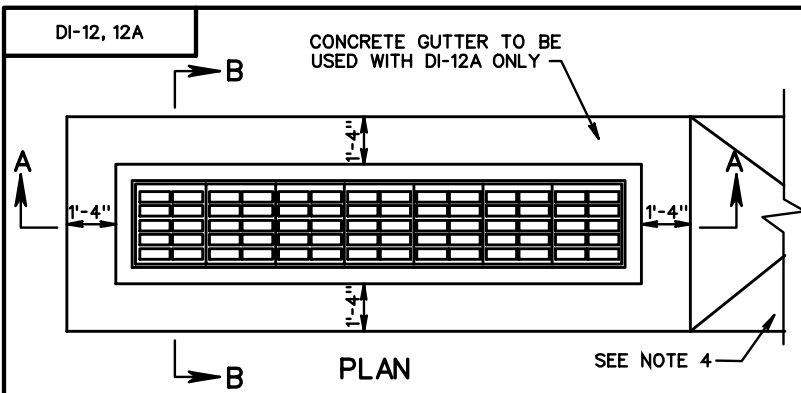 DI-12, 12A
CONCRETE GUTTER TO BE
USED WITH DI-12A ONLY
B
A
A
1'-4"
1'-4"
1'-4"
1'-4"
B
PLAN
SEE NOTE 4